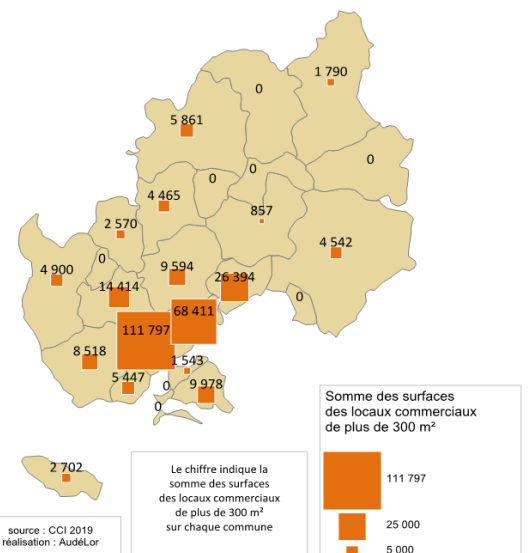 1 790
0
5 861
0
0
0
4 465
857
2 570
4 542
0
4 900
9 594
26 394
14 414
0
68 411
111 797
8 518
1 543
5 447
0
9 978
0
2 702
Somme des surfaces
des locaux commerciaux
de plus de 300 m²
111 797
25 000
5 000
Le chiffre indique la
somme des surfaces
des locaux commerciaux
de plus de 300 m²
sur chaque commune
source : CCI 2019
réalisation : AudéLor